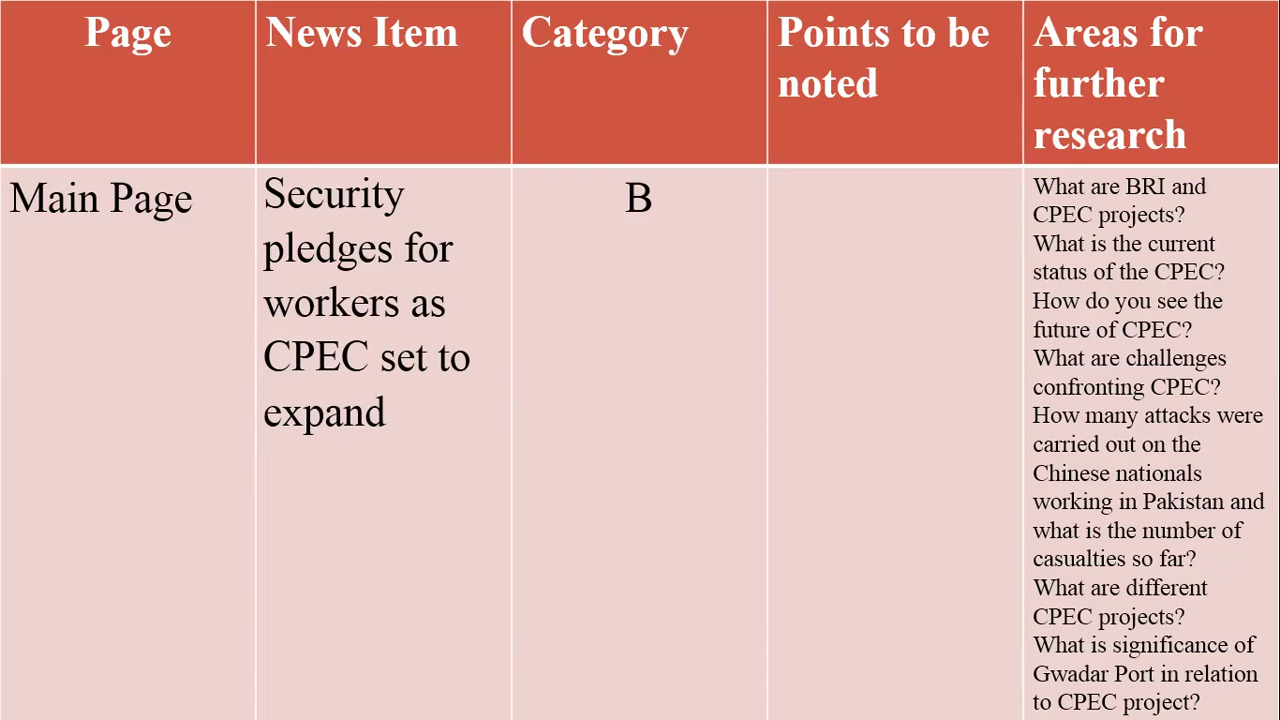 Page
News Item
Category
Points to be
noted
Areas for
further
research
Main Page
Security
pledges for
workers as
CPEC set to
expand
B
What are BRI and
CPEC projects?
What is the current
status of the CPEC?
How do you see the
future of CPEC?
What are challenges
confronting CPEC?
How many attacks were
carried out on the
Chinese nationals
working in Pakistan and
what is the number of
casualties so far?
What are different
CPEC projects?
What is significance of
Gwadar Port in relation
to CPEC project?